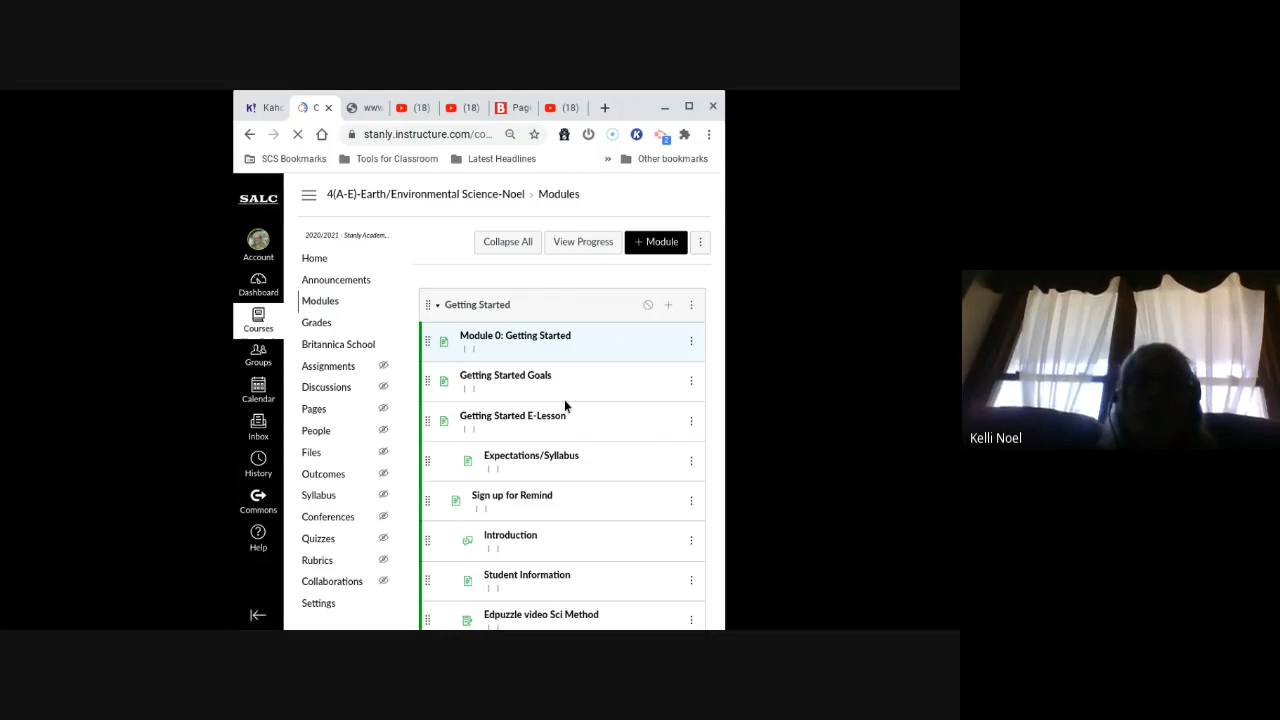 Kah
C
www
(18)
(18)
Pag
(18)
stanly.instructure.com/co...
2
SCS Bookmarks
Tools for Classroom
Latest Headlines
»
Other bookmarks
SALC
Account
Dashboard
Courses
Groups
Calendar
Inbox
History
Commons
Help
4(A-E)-Earth/Environmental Science-Noel › Modules
2020/2021 - Stanly Academ...
Home
Announcements
Modules
Grades
Britannica School
Assignments
Discussions
Pages
People
Files
Outcomes
Syllabus
Conferences
Quizzes
Rubrics
Collaborations
Settings
Collapse All
View Progress
+ Module
Getting Started
Module 0: Getting Started
Getting Started Goals
Getting Started E-Lesson
Expectations/Syllabus
Sign up for Remind
Introduction
Student Information
Edpuzzle video Sci Method
Kelli Noel